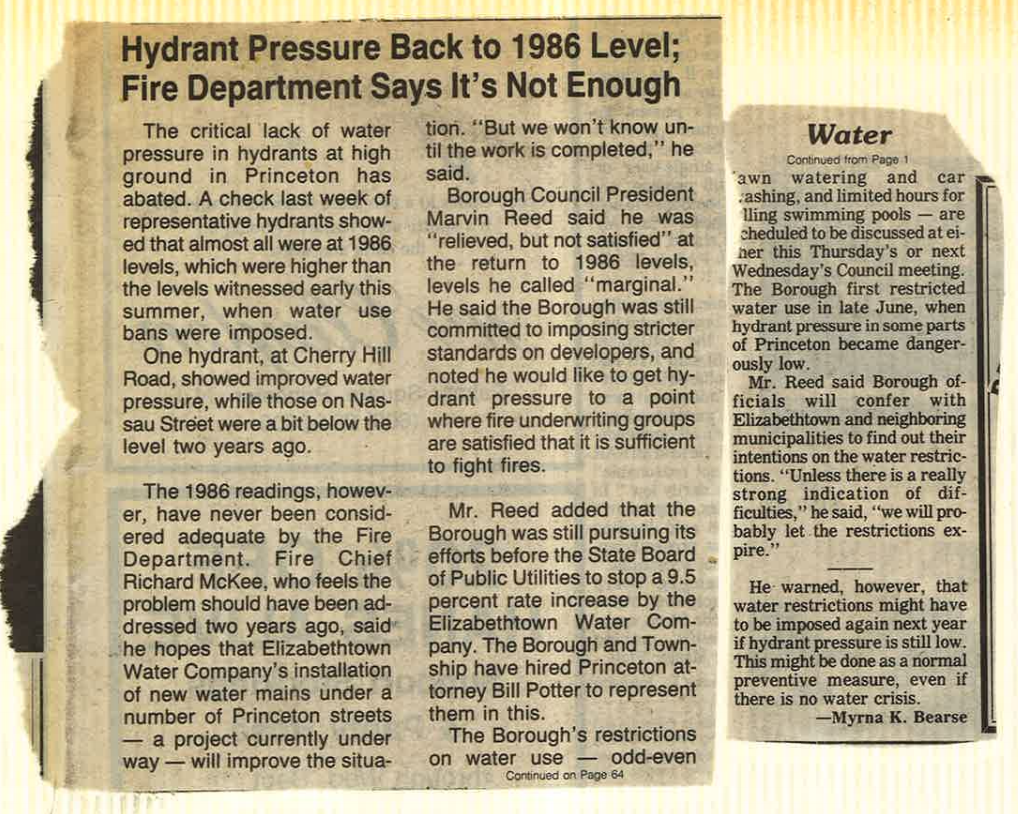 Hydrant Pressure Back to 1986 Level;
Fire Department Says It's Not Enough
The critical lack of water
pressure in hydrants at high
ground in Princeton has
abated. A check last week of
representative hydrants show-
ed that almost all were at 1986
levels, which were higher than
the levels witnessed early this
summer, when water use
bans were imposed.
One hydrant, at Cherry Hill
Road, showed improved water
pressure, while those on Nas-
sau Street were a bit below the
level two years ago.
The 1986 readings, howev-
er, have never been consid-
ered adequate by the Fire
Department. Fire Chief
Richard McKee, who feels the
problem should have been ad-
dressed two years ago, said
he hopes that Elizabethtown
Water Company's installation
of new water mains under a
number of Princeton streets
— a project currently under
way — will improve the situa-
tion. "But we won't know un-
til the work is completed," he
said.
Borough Council President
Marvin Reed said he was
"relieved, but not satisfied" at
the return to 1986 levels,
levels he called "marginal."
He said the Borough was still
committed to imposing stricter
standards on developers, and
noted he would like to get hy-
drant pressure to a point
where fire underwriting groups
are satisfied that it is sufficient
to fight fires.
Mr. Reed added that the
Borough was still pursuing its
efforts before the State Board
of Public Utilities to stop a 9.5
percent rate increase by the
Elizabethtown Water Com-
pany. The Borough and Town-
ship have hired Princeton at-
torney Bill Potter to represent
them in this.
The Borough's restrictions
on water use — odd-even
Continued on Page 64
Water
Continued from Page 1
awn watering and car
ashing, and limited hours for
lling swimming pools — are
cheduled to be discussed at ei-
her this Thursday's or next
Wednesday's Council meeting.
The Borough first restricted
water use in late June, when
hydrant pressure in some parts
of Princeton became danger-
ously low.
Mr. Reed said Borough of-
ficials will confer with
Elizabethtown and neighboring
municipalities to find out their
intentions on the water restric-
tions. "Unless there is a really
strong indication of dif-
ficulties," he said, "we will pro-
bably let the restrictions ex-
pire."
He warned, however, that
water restrictions might have
to be imposed again next year
if hydrant pressure is still low.
This might be done as a normal
preventive measure, even if
there is no water crisis.
—Myrna K. Bearse